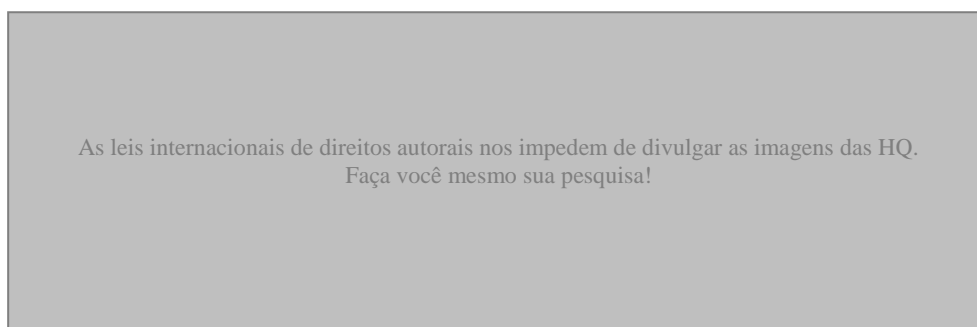 As leis internacionais de direitos autorais nos impedem de divulgar as imagens das HQ.
Faça você mesmo sua pesquisa!